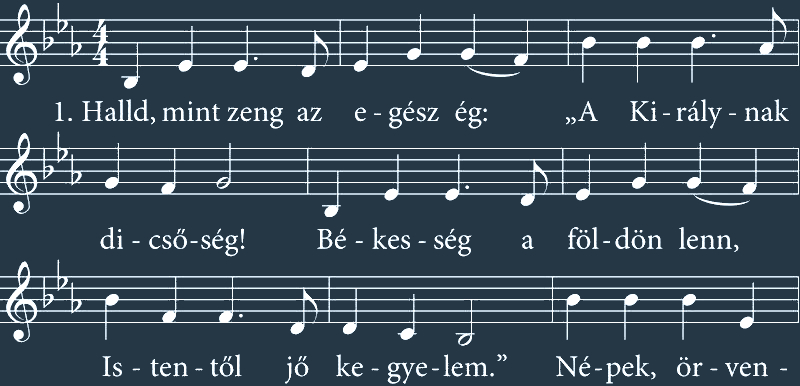 1. Halld, mint zeng az e - gész ég: „A Ki - rály - nak
di - cső - ség! Bé - kes - ség a föl - dön lenn,
Is - ten - től jő ke - gye - lem.” Né - pek, ör - ven -